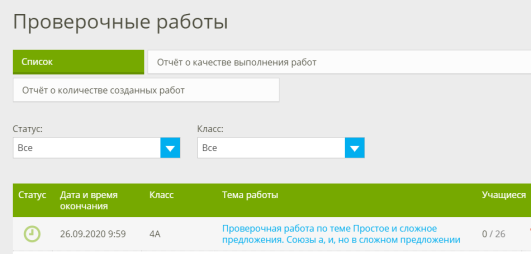 Проверочные работы
Список
Отчёт о качестве выполнения работ
Отчёт о количестве созданных работ
Статус:
Класс:
Все
Все
Статус
Дата и время
окончания
Класс
Тема работы
Учащиеся
26.09.2020 9:59
4А
Проверочная работа по теме Простое и сложное
предложения. Союзы а, и, но в сложном предложении
0 / 26